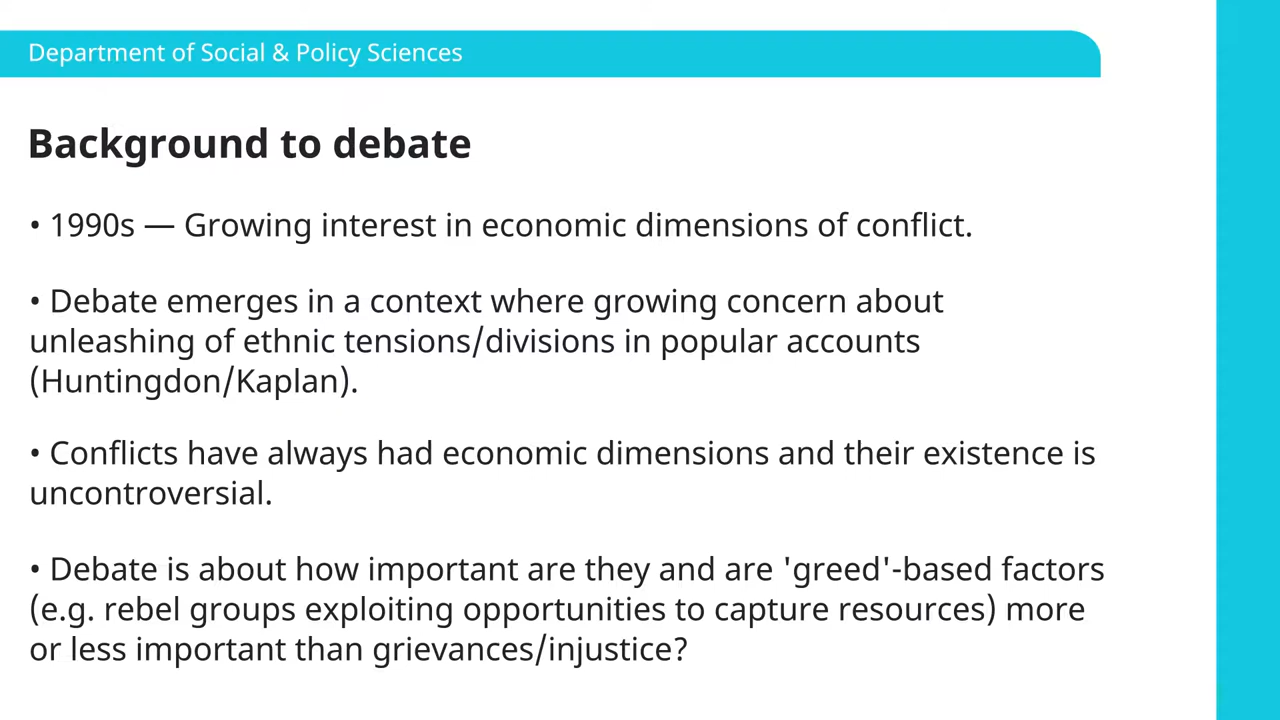 Department of Social & Policy Sciences
Background to debate
• 1990s — Growing interest in economic dimensions of conflict.
• Debate emerges in a context where growing concern about
unleashing of ethnic tensions/divisions in popular accounts
(Huntingdon/Kaplan).
• Conflicts have always had economic dimensions and their existence is
uncontroversial.
• Debate is about how important are they and are 'greed'-based factors
(e.g. rebel groups exploiting opportunities to capture resources) more
or less important than grievances/injustice?